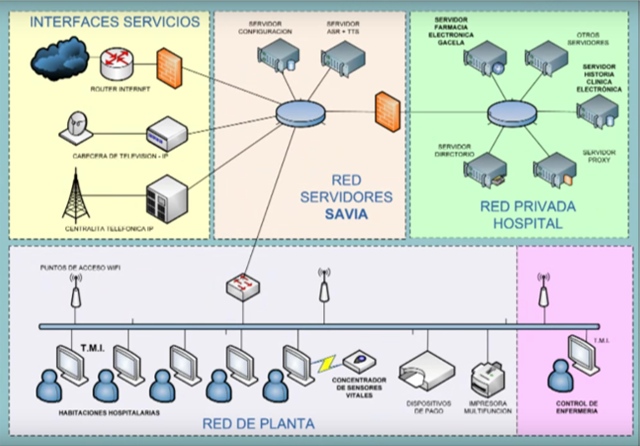 INTERFACES SERVICIOS
ROUTER INTERNET
CABECERA DE TELEVISION - IP
CENTRALITA TELEFONICA IP
SERVIDOR
CONFIGURACION
SERVIDOR
ASR + TTS
RED
SERVIDORES
SAVIA
SERVIDOR
FARMACIA
ELECTRONICA
GACELA
OTROS
SERVIDORES
SERVIDOR
HISTORIA
CLINICA
ELECTRÓNICA
SERVIDOR
DIRECTORIO
SERVIDOR
PROXY
RED PRIVADA
HOSPITAL
PUNTOS DE ACCESO WIFI
T.M.I.
HABITACIONES HOSPITALARIAS
CONCENTRADOR
DE SENSORES
VITALES
DISPOSITIVOS
DE PAGO
IMPRESORA
MULTIFUNCION
RED DE PLANTA
T.M.I.
CONTROL DE
ENFERMERIA